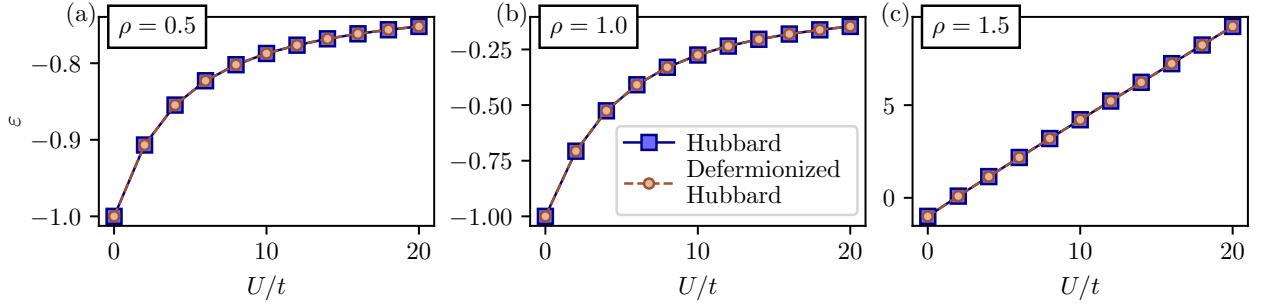 (a)
ρ = 0.5
−0.8
−0.9
−1.0
ε
0
10
20
U/t
(b)
ρ = 1.0
−0.25
−0.50
−0.75
−1.00
Hubbard
Defermionized
Hubbard
0
10
20
U/t
(c)
ρ = 1.5
5
0
0
10
20
U/t